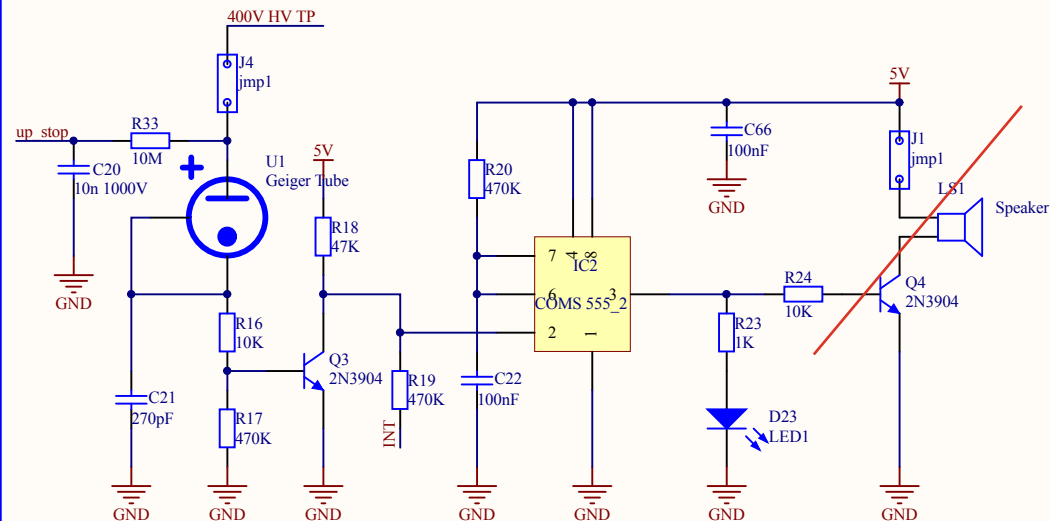 400V HV TP
J4
jmp1
up_stop
R33
10M
C20
10n 1000V
GND
U1
Geiger Tube
5V
R18
47K
R16
10K
C21
270pF
R17
470K
Q3
2N3904
R19
470K
INT
GND
GND
GND
R20
470K
C22
100nF
GND
7
4
8
IC2
6
3
COMS 555_2
2
1
GND
C66
100nF
GND
R23
1K
D23
LED1
GND
R24
10K
5V
J1
jmp1
LS1
Speaker
Q4
2N3904
GND